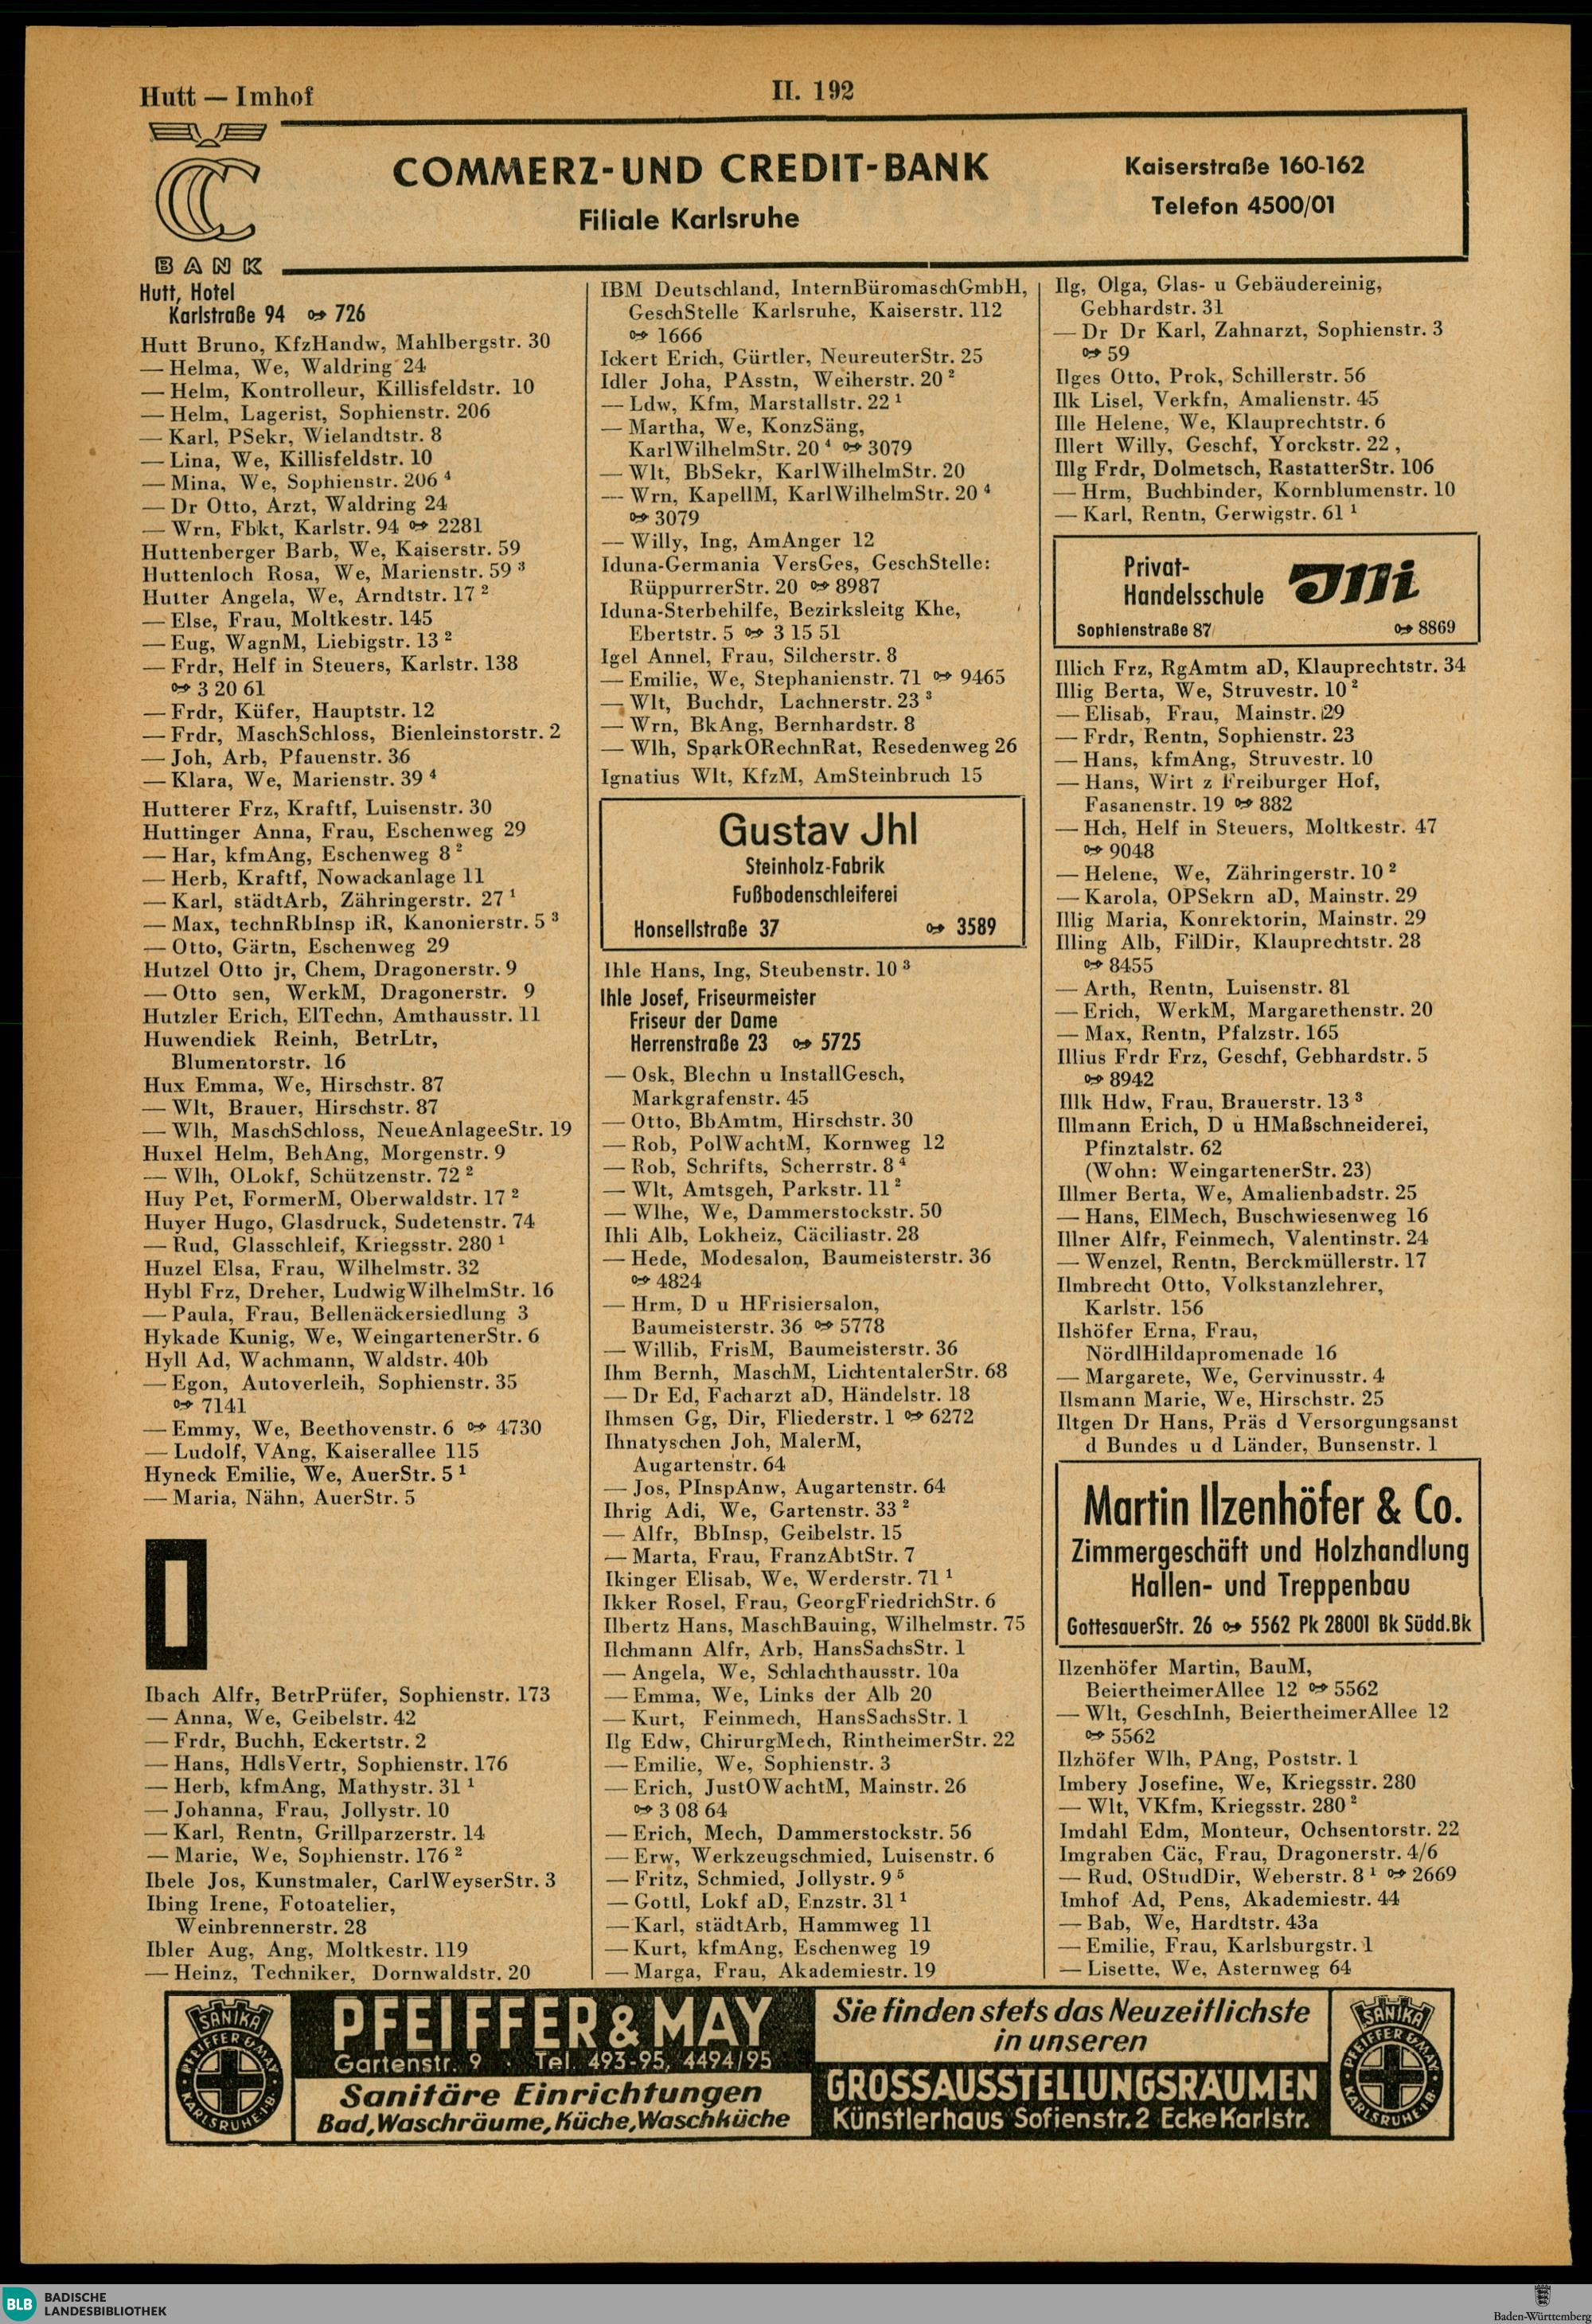 Hutt — Imhof
II. 192
BANK
COMMERZ-UND CREDIT-BANK
Filiale Karlsruhe
Kaiserstraße 160-162
Telefon 4500/01
Hutt, Hotel
Karlstraße 94 ⚷ 726
Hutt Bruno, KfzHandw, Mahlbergstr. 30
— Helma, We, Waldring 24
— Helm, Kontrolleur, Killisfeldstr. 10
— Helm, Lagerist, Sophienstr. 206
— Karl, PSekr, Wielandtstr. 8
— Lina, We, Killisfeldstr. 10
— Mina, We, Sophienstr. 206 ⁴
— Dr Otto, Arzt, Waldring 24
— Wrn, Fbkt, Karlstr. 94 ⚷ 2281
Huttenberger Barb, We, Kaiserstr. 59
Huttenloch Rosa, We, Marienstr. 59 ³
Hutter Angela, We, Arndtstr. 17 ²
— Else, Frau, Moltkestr. 145
— Eug, WagnM, Liebigstr. 13 ²
— Frdr, Helf in Steuers, Karlstr. 138
⚷ 3 20 61
— Frdr, Küfer, Hauptstr. 12
— Frdr, MaschSchloss, Bienleinstorstr. 2
— Joh, Arb, Pfauenstr. 36
— Klara, We, Marienstr. 39 ⁴
Hutterer Frz, Kraftf, Luisenstr. 30
Huttinger Anna, Frau, Eschenweg 29
— Har, kfmAng, Eschenweg 8 ²
— Herb, Kraftf, Nowackanlage 11
— Karl, städtArb, Zähringerstr. 27 ¹
— Max, technRbInsp iR, Kanonierstr. 5 ³
— Otto, Gärtn, Eschenweg 29
Hutzel Otto jr, Chem, Dragonerstr. 9
— Otto sen, WerkM, Dragonerstr. 9
Hutzler Erich, ElTechn, Amthausstr. 11
Huwendiek Reinh, BetrLtr,
Blumentorstr. 16
Hux Emma, We, Hirschstr. 87
— Wlt, Brauer, Hirschstr. 87
— Wlh, MaschSchloss, NeueAnlageeStr. 19
Huxel Helm, BehAng, Morgenstr. 9
— Wlh, OLokf, Schützenstr. 72 ²
Huy Pet, FormerM, Oberwaldstr. 17 ²
Huyer Hugo, Glasdruck, Sudetenstr. 74
— Rud, Glasschleif, Kriegsstr. 280 ¹
Huzel Elsa, Frau, Wilhelmstr. 32
Hybl Frz, Dreher, LudwigWilhelmStr. 16
— Paula, Frau, Bellenäckersiedlung 3
Hykade Kunig, We, WeingartenerStr. 6
Hyll Ad, Wachmann, Waldstr. 40b
— Egon, Autoverleih, Sophienstr. 35
⚷ 7141
— Emmy, We, Beethovenstr. 6 ⚷ 4730
— Ludolf, VAng, Kaiserallee 115
Hyneck Emilie, We, AuerStr. 5 ¹
— Maria, Nähn, AuerStr. 5
I
Ibach Alfr, BetrPrüfer, Sophienstr. 173
— Anna, We, Geibelstr. 42
— Frdr, Buchh, Eckertstr. 2
— Hans, HdlsVertr, Sophienstr. 176
— Herb, kfmAng, Mathystr. 31 ¹
— Johanna, Frau, Jollystr. 10
— Karl, Rentn, Grillparzerstr. 14
— Marie, We, Sophienstr. 176 ²
Ibele Jos, Kunstmaler, CarlWeyserStr. 3
Ibing Irene, Fotoatelier,
Weinbrennerstr. 28
Ibler Aug, Ang, Moltkestr. 119
— Heinz, Techniker, Dornwaldstr. 20
IBM Deutschland, InternBüromaschGmbH,
GeschStelle Karlsruhe, Kaiserstr. 112
⚷ 1666
Ickert Erich, Gürtler, NeureuterStr. 25
Idler Joha, PAsstn, Weiherstr. 20 ²
— Ldw, Kfm, Marstallstr. 22 ¹
— Martha, We, KonzSäng,
KarlWilhelmStr. 20 ⁴ ⚷ 3079
— Wlt, BbSekr, KarlWilhelmStr. 20
— Wrn, KapellM, KarlWilhelmStr. 20 ⁴
⚷ 3079
— Willy, Ing, AmAnger 12
Iduna-Germania VersGes, GeschStelle:
RüppurrerStr. 20 ⚷ 8987
Iduna-Sterbehilfe, Bezirksleitg Khe,
Ebertstr. 5 ⚷ 3 15 51
Igel Annel, Frau, Silcherstr. 8
— Emilie, We, Stephanienstr. 71 ⚷ 9465
— Wlt, Buchdr, Lachnerstr. 23 ³
— Wrn, BkAng, Bernhardstr. 8
— Wlh, SparkORechnRat, Resedenweg 26
Ignatius Wlt, KfzM, AmSteinbruch 15
Gustav Jhl
Steinholz-Fabrik
Fußbodenschleiferei
Honsellstraße 37 ⚷ 3589
Ihle Hans, Ing, Steubenstr. 10 ³
Ihle Josef, Friseurmeister
Friseur der Dame
Herrenstraße 23 ⚷ 5725
— Osk, Blechn u InstallGesch,
Markgrafenstr. 45
— Otto, BbAmtm, Hirschstr. 30
— Rob, PolWachtM, Kornweg 12
— Rob, Schrifts, Scherrstr. 8 ⁴
— Wlt, Amtsgeh, Parkstr. 11 ²
— Wlhe, We, Dammerstockstr. 50
Ihli Alb, Lokheiz, Cäciliastr. 28
— Hede, Modesalon, Baumeisterstr. 36
⚷ 4824
— Hrm, D u HFrisiersalon,
Baumeisterstr. 36 ⚷ 5778
— Willib, FrisM, Baumeisterstr. 36
Ihm Bernh, MaschM, LichtentalerStr. 68
— Dr Ed, Facharzt aD, Händelstr. 18
Ihmsen Gg, Dir, Fliederstr. 1 ⚷ 6272
Ihnatyschen Joh, MalerM,
Augartenstr. 64
— Jos, PInspAnw, Augartenstr. 64
Ihrig Adi, We, Gartenstr. 33 ²
— Alfr, BbInsp, Geibelstr. 15
— Marta, Frau, FranzAbtStr. 7
Ikinger Elisab, We, Werderstr. 71 ¹
Ikker Rosel, Frau, GeorgFriedrichStr. 6
Ilbertz Hans, MaschBauing, Wilhelmstr. 75
Ilchmann Alfr, Arb, HansSachsStr. 1
— Angela, We, Schlachthausstr. 10a
— Emma, We, Links der Alb 20
— Kurt, Feinmech, HansSachsStr. 1
Ilg Edw, ChirurgMech, RintheimerStr. 22
— Emilie, We, Sophienstr. 3
— Erich, JustOWachtM, Mainstr. 26
⚷ 3 08 64
— Erich, Mech, Dammerstockstr. 56
— Erw, Werkzeugschmied, Luisenstr. 6
— Fritz, Schmied, Jollystr. 9 ⁵
— Gottl, Lokf aD, Enzstr. 31 ¹
— Karl, städtArb, Hammweg 11
— Kurt, kfmAng, Eschenweg 19
— Marga, Frau, Akademiestr. 19
Ilg, Olga, Glas- u Gebäudereinig,
Gebhardstr. 31
— Dr Dr Karl, Zahnarzt, Sophienstr. 3
⚷ 59
Ilges Otto, Prok, Schillerstr. 56
Ilk Lisel, Verkfn, Amalienstr. 45
Ille Helene, We, Klauprechtstr. 6
Illert Willy, Geschf, Yorckstr. 22 ,
Illg Frdr, Dolmetsch, RastatterStr. 106
— Hrm, Buchbinder, Kornblumenstr. 10
— Karl, Rentn, Gerwigstr. 61 ¹
Privat-
Handelsschule
JMi
Sophienstraße 87 ⚷ 8869
Illich Frz, RgAmtm aD, Klauprechtstr. 34
Illig Berta, We, Struvestr. 10 ²
— Elisab, Frau, Mainstr. 29
— Frdr, Rentn, Sophienstr. 23
— Hans, kfmAng, Struvestr. 10
— Hans, Wirt z Freiburger Hof,
Fasanenstr. 19 ⚷ 882
— Hch, Helf in Steuers, Moltkestr. 47
⚷ 9048
— Helene, We, Zähringerstr. 10 ²
— Karola, OPSekrn aD, Mainstr. 29
Illig Maria, Konrektorin, Mainstr. 29
Illing Alb, FilDir, Klauprechtstr. 28
⚷ 8455
— Arth, Rentn, Luisenstr. 81
— Erich, WerkM, Margarethenstr. 20
— Max, Rentn, Pfalzstr. 165
Illius Frdr Frz, Geschf, Gebhardstr. 5
⚷ 8942
Illk Hdw, Frau, Brauerstr. 13 ³
Illmann Erich, D u HMaßschneiderei,
Pfinztalstr. 62
(Wohn: WeingartenerStr. 23)
Illmer Berta, We, Amalienbadstr. 25
— Hans, ElMech, Buschwiesenweg 16
Illner Alfr, Feinmech, Valentinstr. 24
— Wenzel, Rentn, Berckmüllerstr. 17
Ilmbrecht Otto, Volkstanzlehrer,
Karlstr. 156
Ilshöfer Erna, Frau,
NördlHildapromenade 16
— Margarete, We, Gervinusstr. 4
Ilsmann Marie, We, Hirschstr. 25
Iltgen Dr Hans, Präs d Versorgungsanst
d Bundes u d Länder, Bunsenstr. 1
Martin Ilzenhöfer & Co.
Zimmergeschäft und Holzhandlung
Hallen- und Treppenbau
GottesauerStr. 26 ⚷ 5562 Pk 28001 Bk Südd.Bk
Ilzenhöfer Martin, BauM,
BeiertheimerAllee 12 ⚷ 5562
— Wlt, GeschInh, BeiertheimerAllee 12
⚷ 5562
Ilzhöfer Wlh, PAng, Poststr. 1
Imbery Josefine, We, Kriegsstr. 280
— Wlt, VKfm, Kriegsstr. 280 ²
Imdahl Edm, Monteur, Ochsentorstr. 22
Imgraben Cäc, Frau, Dragonerstr. 4/6
— Rud, OStudDir, Weberstr. 8 ¹ ⚷ 2669
Imhof Ad, Pens, Akademiestr. 44
— Bab, We, Hardtstr. 43a
— Emilie, Frau, Karlsburgstr. 1
— Lisette, We, Asternweg 64
SANIKA
PFEIFFER & MAY
KARLSRUHE i.B.
PFEIFFER & MAY
Gartenstr. 9 · Tel. 493-95, 4494/95
Sanitäre Einrichtungen
Bad, Waschräume, Küche, Waschküche
Sie finden stets das Neuzeitlichste
in unseren
GROSSAUSSTELLUNGSRÄUMEN
Künstlerhaus Sofienstr. 2 Ecke Karlstr.
SANIKA
PFEIFFER & MAY
KARLSRUHE i.B.
BLB
BADISCHE
LANDESBIBLIOTHEK
Baden-Württemberg